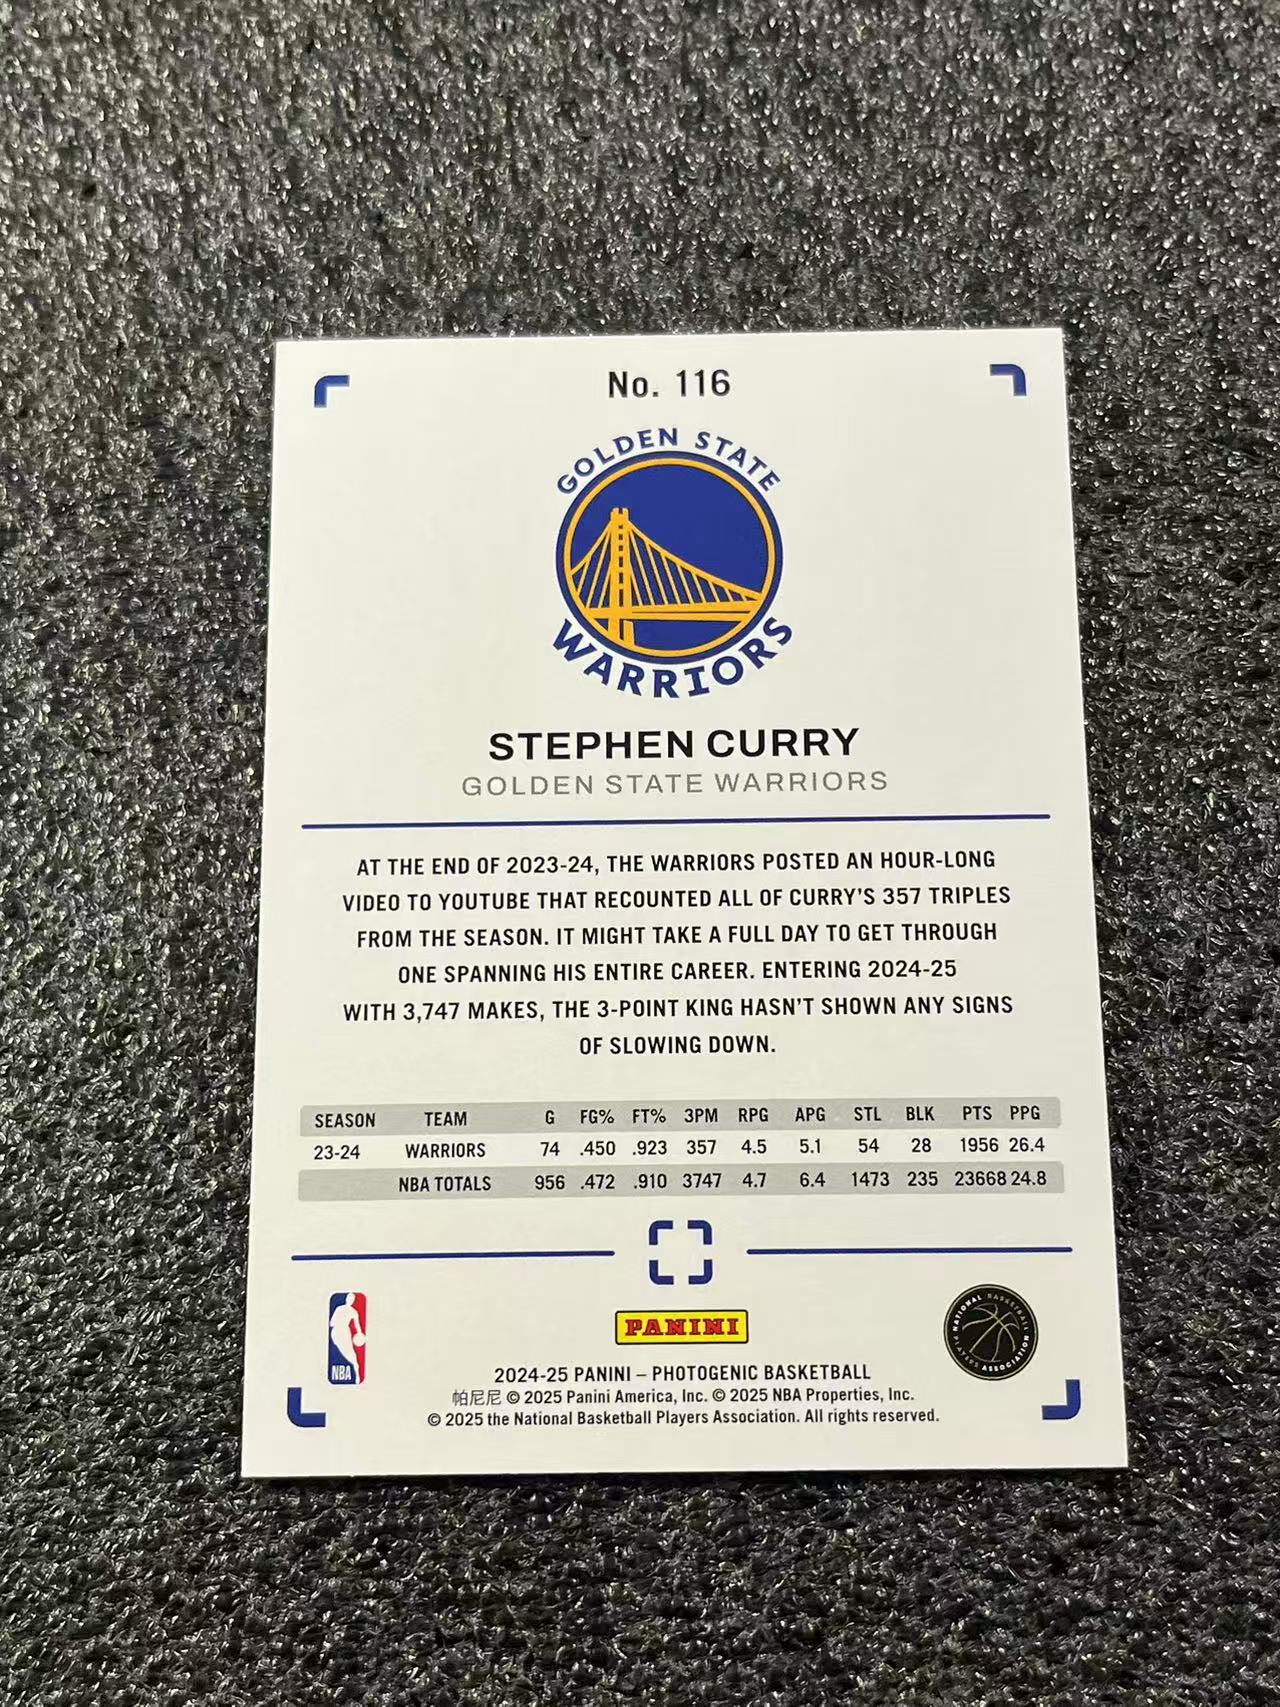 No. 116
GOLDEN STATE
WARRIORS
STEPHEN CURRY
GOLDEN STATE WARRIORS
AT THE END OF 2023-24, THE WARRIORS POSTED AN HOUR-LONG
VIDEO TO YOUTUBE THAT RECOUNTED ALL OF CURRY'S 357 TRIPLES
FROM THE SEASON. IT MIGHT TAKE A FULL DAY TO GET THROUGH
ONE SPANNING HIS ENTIRE CAREER. ENTERING 2024-25
WITH 3,747 MAKES, THE 3-POINT KING HASN'T SHOWN ANY SIGNS
OF SLOWING DOWN.
SEASON TEAM G FG% FT% 3PM RPG APG STL BLK PTS PPG
23-24 WARRIORS 74 .450 .923 357 4.5 5.1 54 28 1956 26.4
NBA TOTALS 956 .472 .910 3747 4.7 6.4 1473 235 23668 24.8
NBA
PANINI
NATIONAL BASKETBALL
PLAYERS ASSOCIATION
2024-25 PANINI – PHOTOGENIC BASKETBALL
帕尼尼 © 2025 Panini America, Inc. © 2025 NBA Properties, Inc.
© 2025 the National Basketball Players Association. All rights reserved.